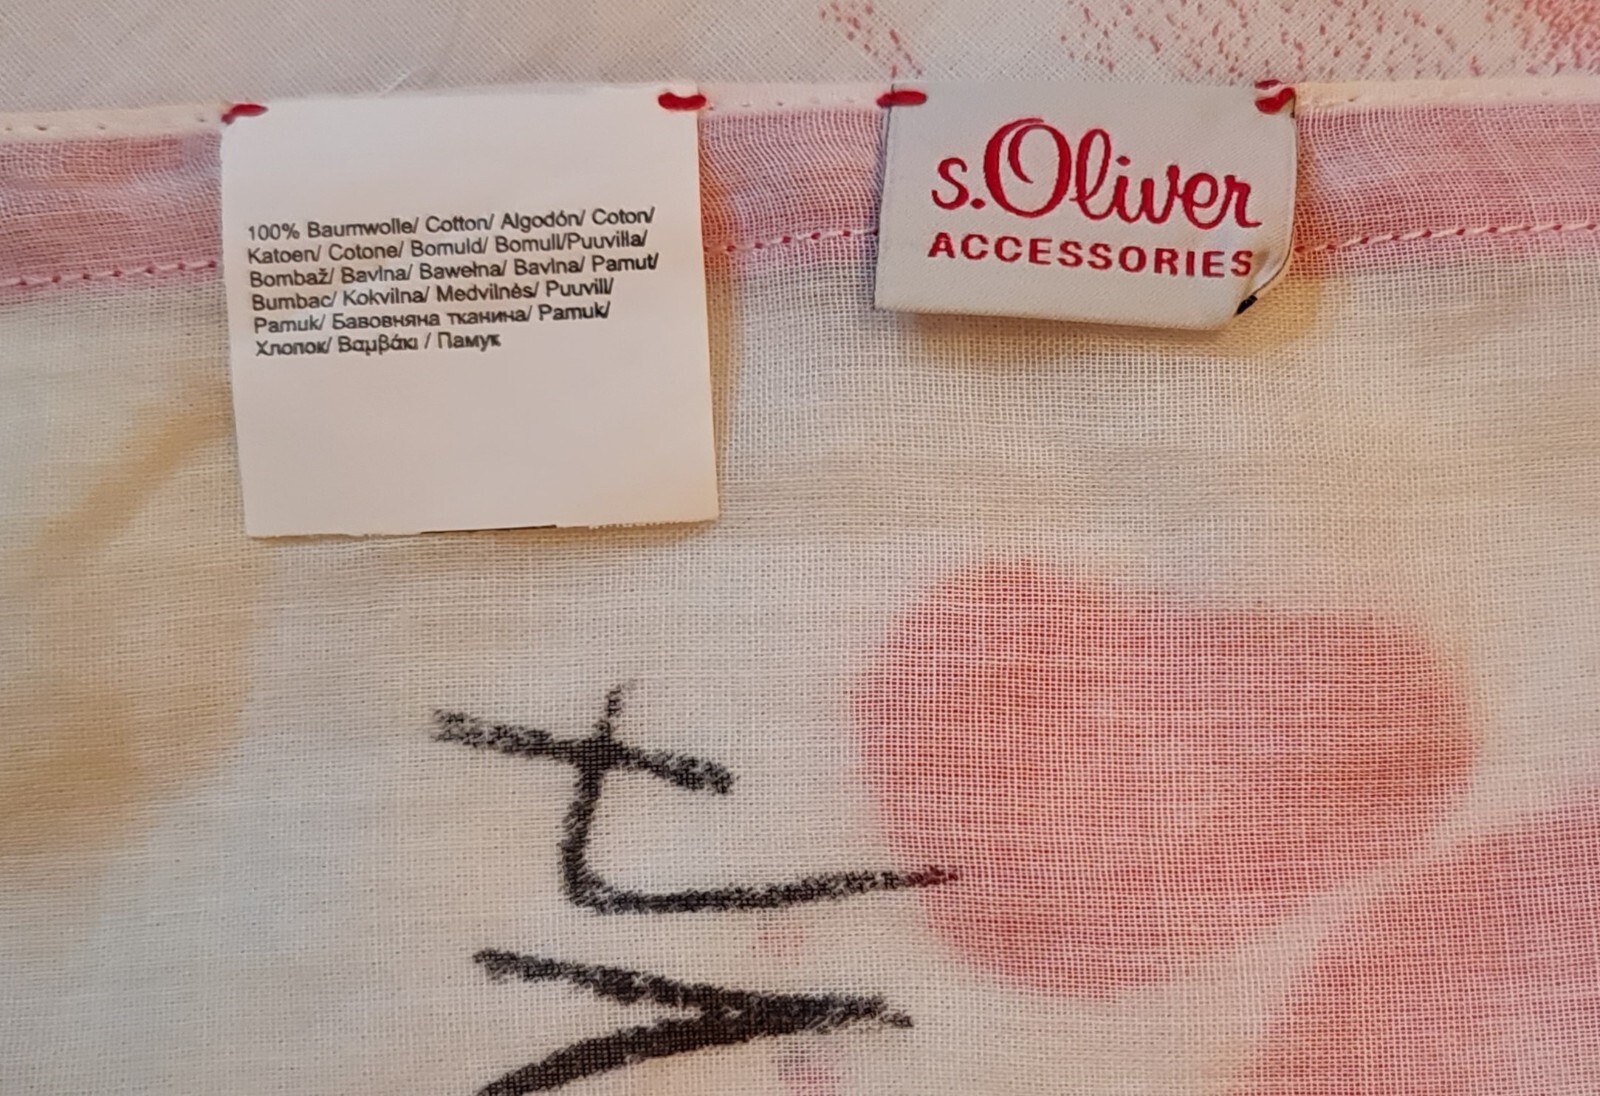 100% Baumwolle/ Cotton/ Algodón/ Coton/
Katoen/ Cotone/ Bomuld/ Bomull/Puuvilla/
Bombaž/ Bavlna/ Bawełna/ Bavlna/ Pamut/
Bumbac/ Kokvilna/ Medvilnės/ Puuvill/
Pamuk/ Бавовняна тканина/ Pamuk/
Хлопок/ Βαμβάκι / Памук
s.Oliver
ACCESSORIES